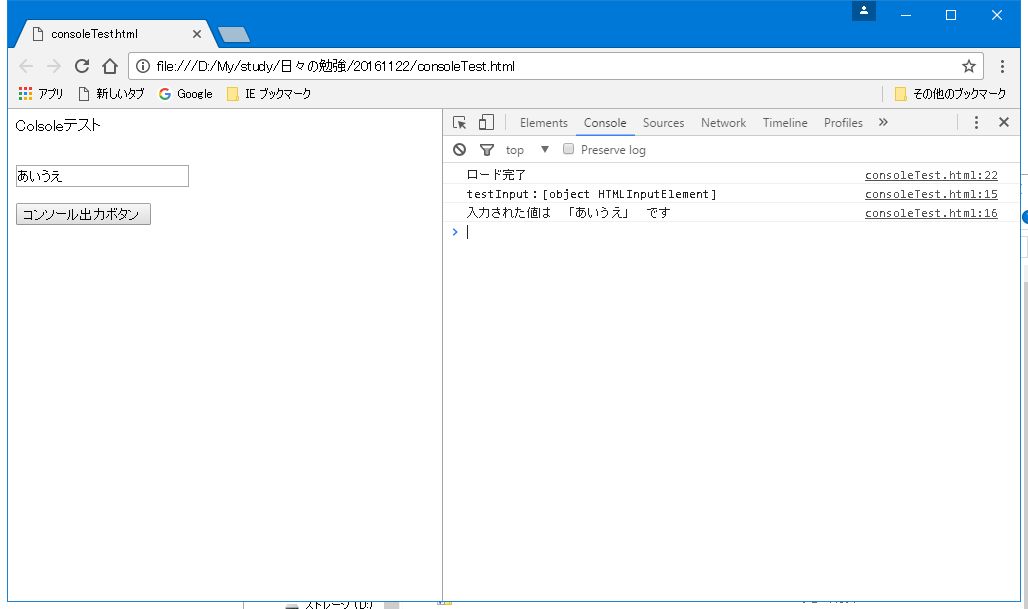 consoleTest.html
file:///D:/My/study/日々の勉強/20161122/consoleTest.html
アプリ 新しいタブ Google IE ブックマーク その他のブックマーク
Colsoleテスト
あいうえ
コンソール出力ボタン
Elements Console Sources Network Timeline Profiles »
top ▼ Preserve log
ロード完了 consoleTest.html:22
testInput：[object HTMLInputElement] consoleTest.html:15
入力された値は 「あいうえ」 です consoleTest.html:16
>
ストレージ (D:)